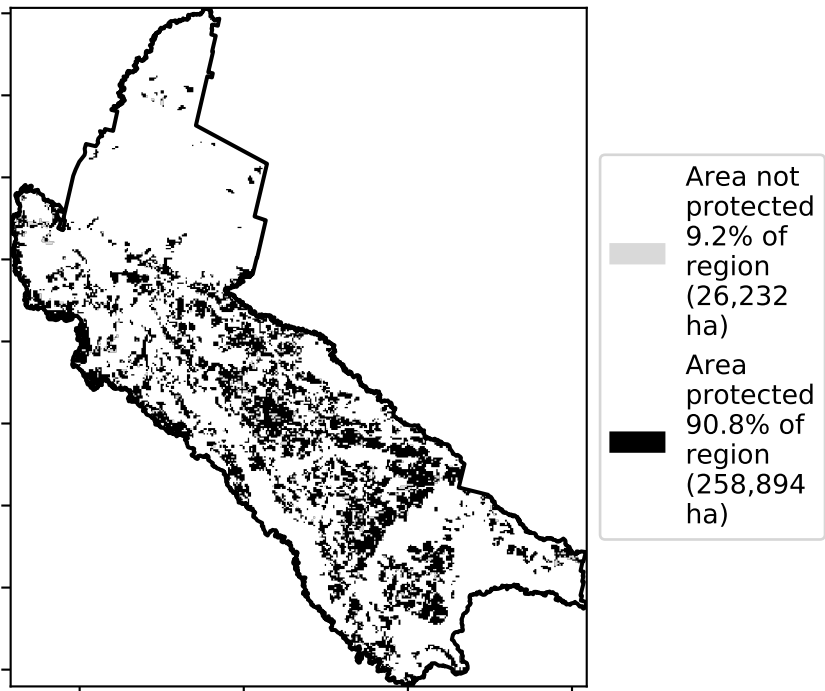 Area not
protected
9.2% of
region
(26,232
ha)
Area
protected
90.8% of
region
(258,894
ha)